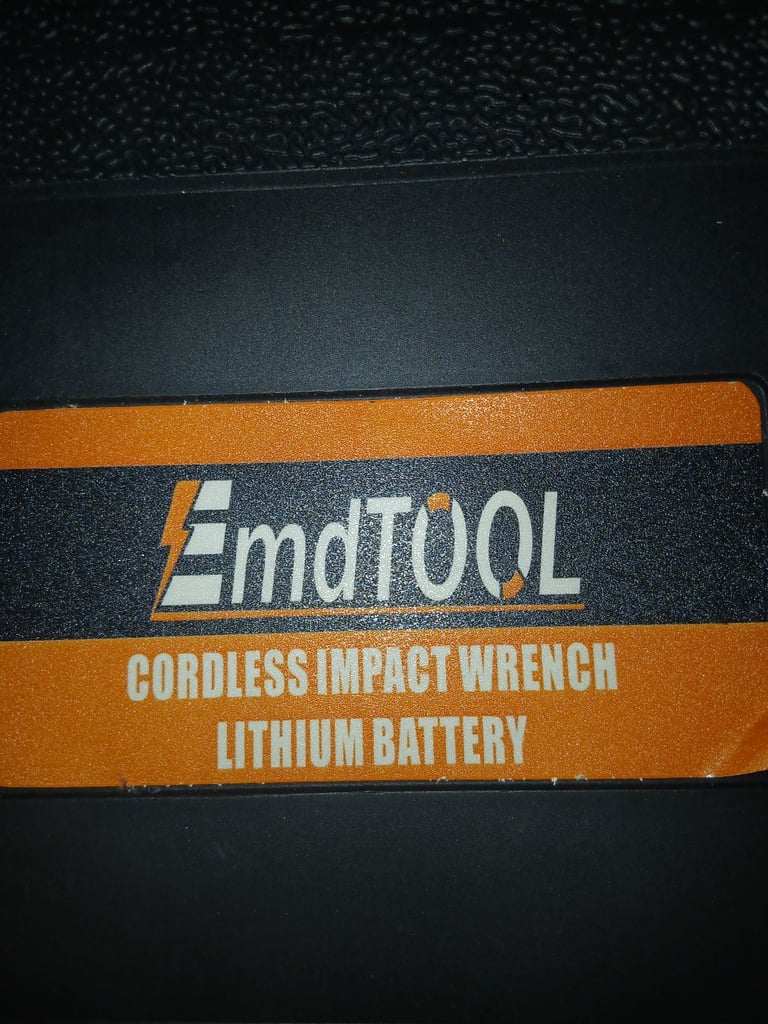 EmdTOOL
CORDLESS IMPACT WRENCH
LITHIUM BATTERY